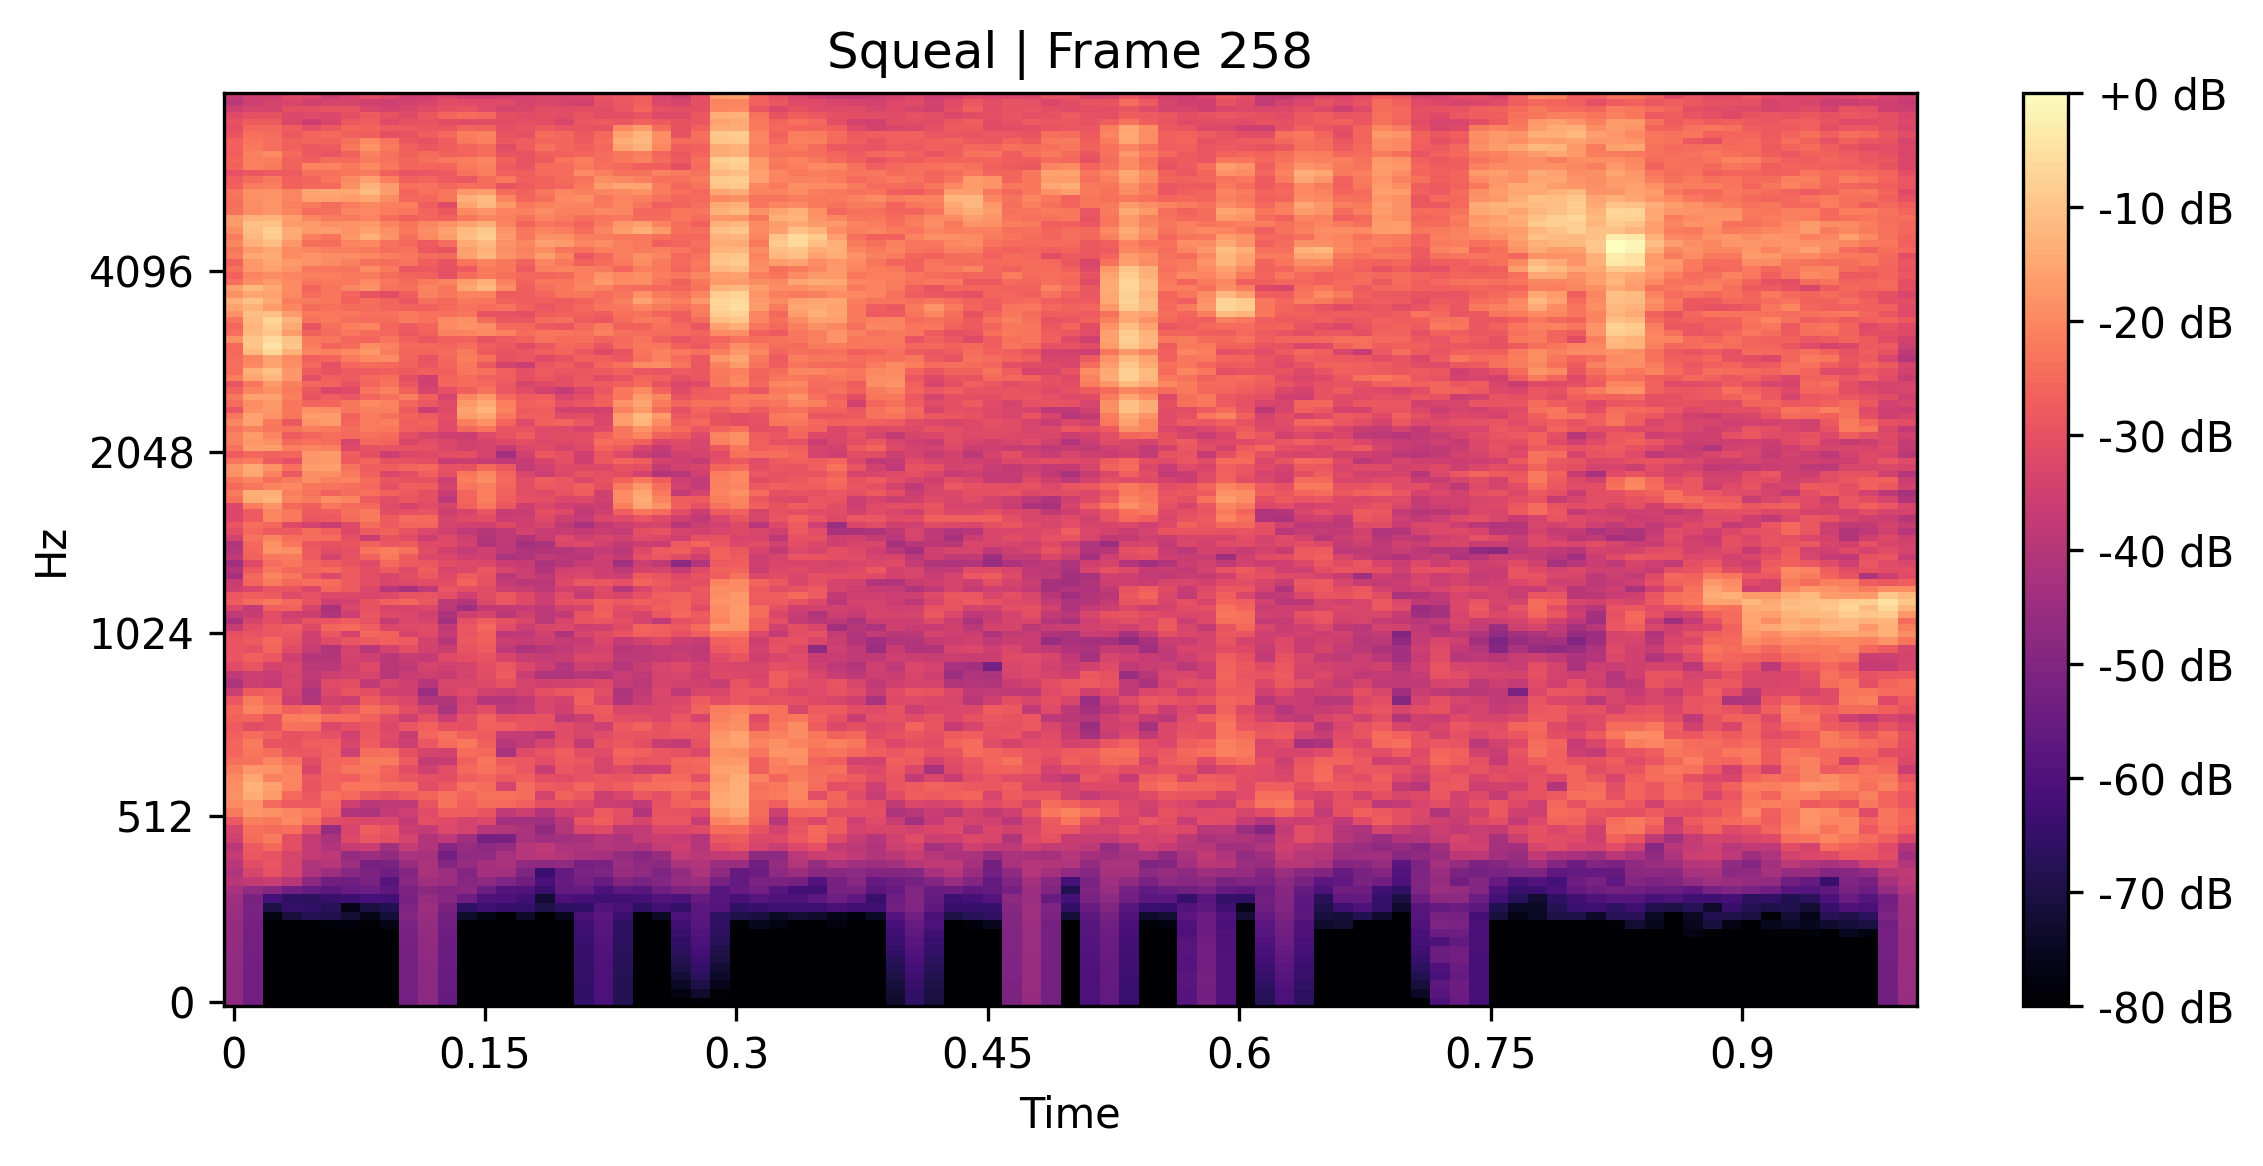 Squeal | Frame 258
Hz
4096
2048
1024
512
0
0 0.15 0.3 0.45 0.6 0.75 0.9
Time
+0 dB
-10 dB
-20 dB
-30 dB
-40 dB
-50 dB
-60 dB
-70 dB
-80 dB